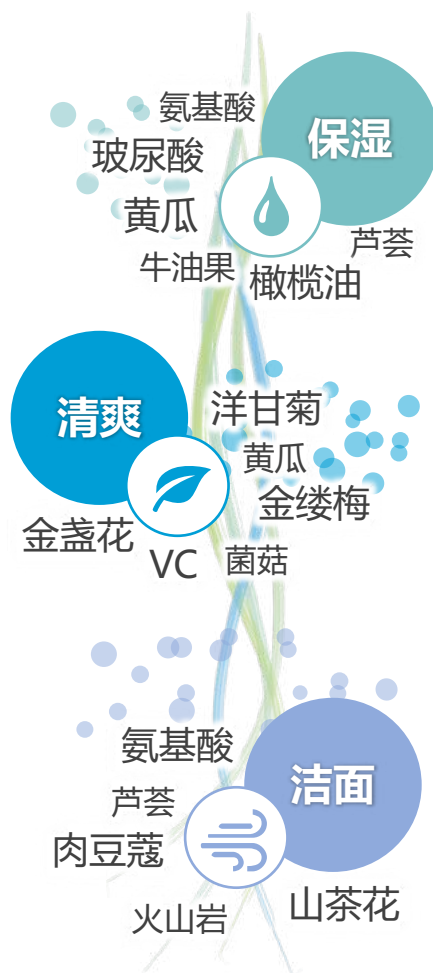 氨基酸
保湿
玻尿酸
黄瓜
芦荟
牛油果
橄榄油
清爽
洋甘菊
黄瓜
金缕梅
金盏花
VC
菌菇
氨基酸
洁面
芦荟
肉豆蔻
山茶花
火山岩